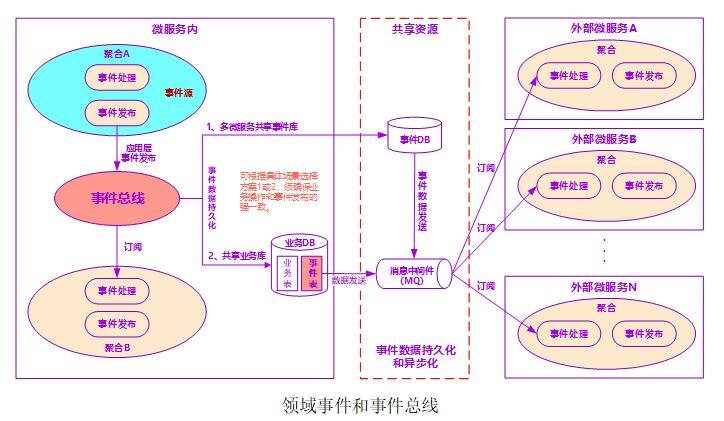 微服务内
聚合A
事件处理
事件源
事件发布
应用层
事件发布
事件总线
订阅
事件处理
事件发布
聚合B
事件数据持久化
1、多微服务共享事件库
可根据具体场景选择
方案1或2、须确保业
务操作和事件发布的
强一致。
2、共享业务库
业务DB
业务表
事件表
数据发送
共享资源
事件DB
事件数据发送
消息中间件
(MQ)
事件数据持久化
和异步化
订阅
订阅
订阅
外部微服务A
聚合
事件处理
事件发布
外部微服务B
聚合
事件处理
事件发布
外部微服务N
聚合
事件处理
事件发布
领域事件和事件总线